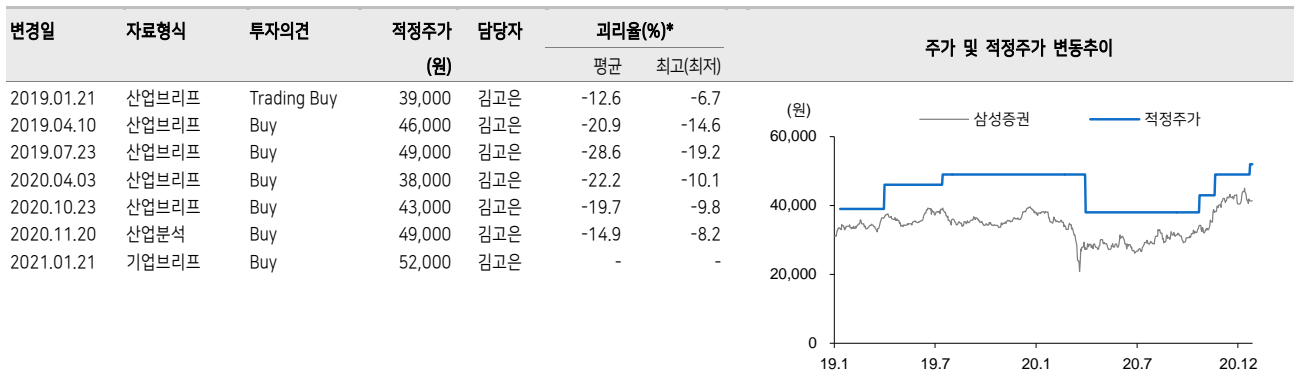 변경일 자료형식 투자의견 적정주가 담당자 괴리율(%)*
(원) 평균 최고(최저)
2019.01.21 산업브리프 Trading Buy 39,000 김고은 -12.6 -6.7
2019.04.10 산업브리프 Buy 46,000 김고은 -20.9 -14.6
2019.07.23 산업브리프 Buy 49,000 김고은 -28.6 -19.2
2020.04.03 산업브리프 Buy 38,000 김고은 -22.2 -10.1
2020.10.23 산업브리프 Buy 43,000 김고은 -19.7 -9.8
2020.11.20 산업분석 Buy 49,000 김고은 -14.9 -8.2
2021.01.21 기업브리프 Buy 52,000 김고은 - -
주가 및 적정주가 변동추이
(원)
삼성증권 적정주가
60,000
40,000
20,000
0
19.1 19.7 20.1 20.7 20.12